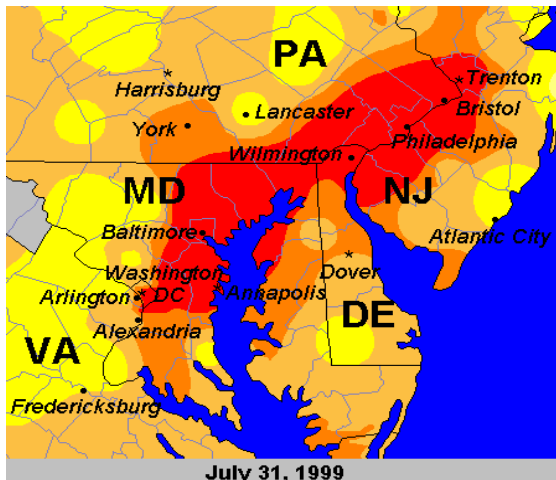 PA
Trenton
Harrisburg
Bristol
Lancaster
York
Philadelphia
Wilmington
MD
NJ
Baltimore
Atlantic City
Washington
Dover
Arlington
DC
Annapolis
DE
Alexandria
VA
Fredericksburg
July 31, 1999